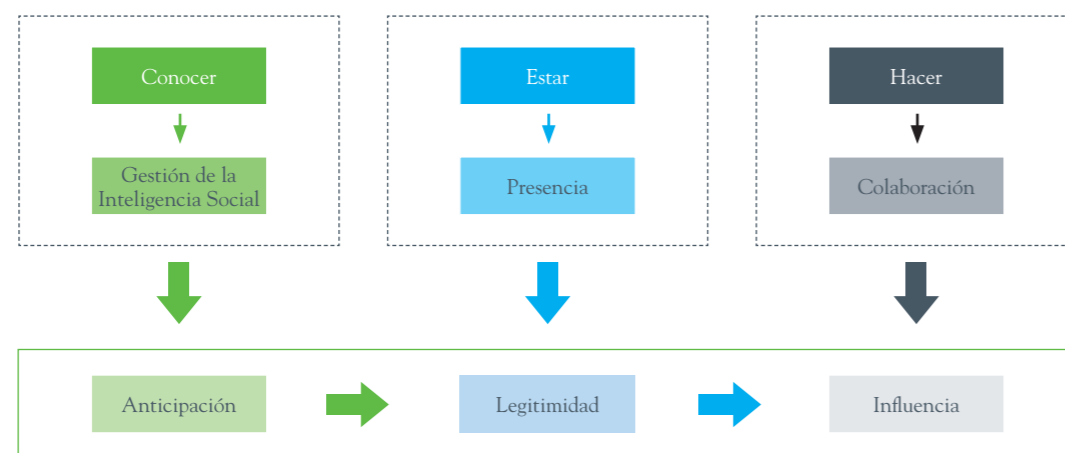 Conocer
Estar
Hacer
Gestión de la
Inteligencia Social
Presencia
Colaboración
Anticipación
Legitimidad
Influencia